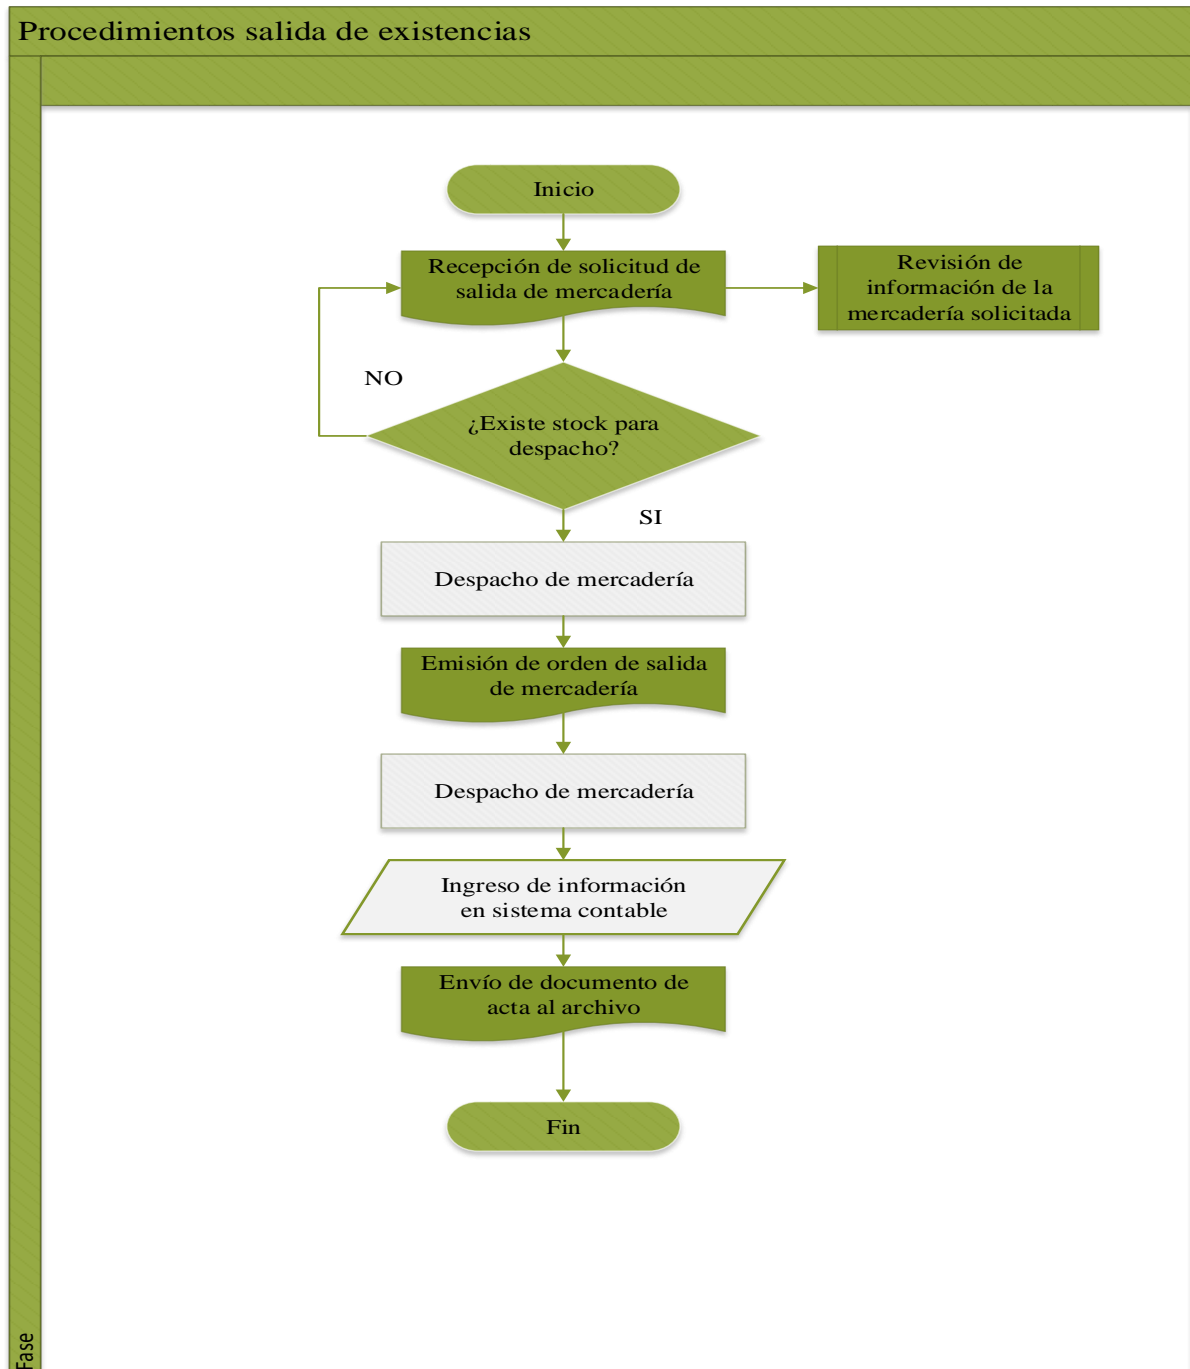 Procedimientos salida de existencias
Inicio
Recepción de solicitud de
salida de mercadería
Revisión de
información de la
mercadería solicitada
NO
¿Existe stock para
despacho?
SI
Despacho de mercadería
Emisión de orden de salida
de mercadería
Despacho de mercadería
Ingreso de información
en sistema contable
Envío de documento de
acta al archivo
Fin
Fase